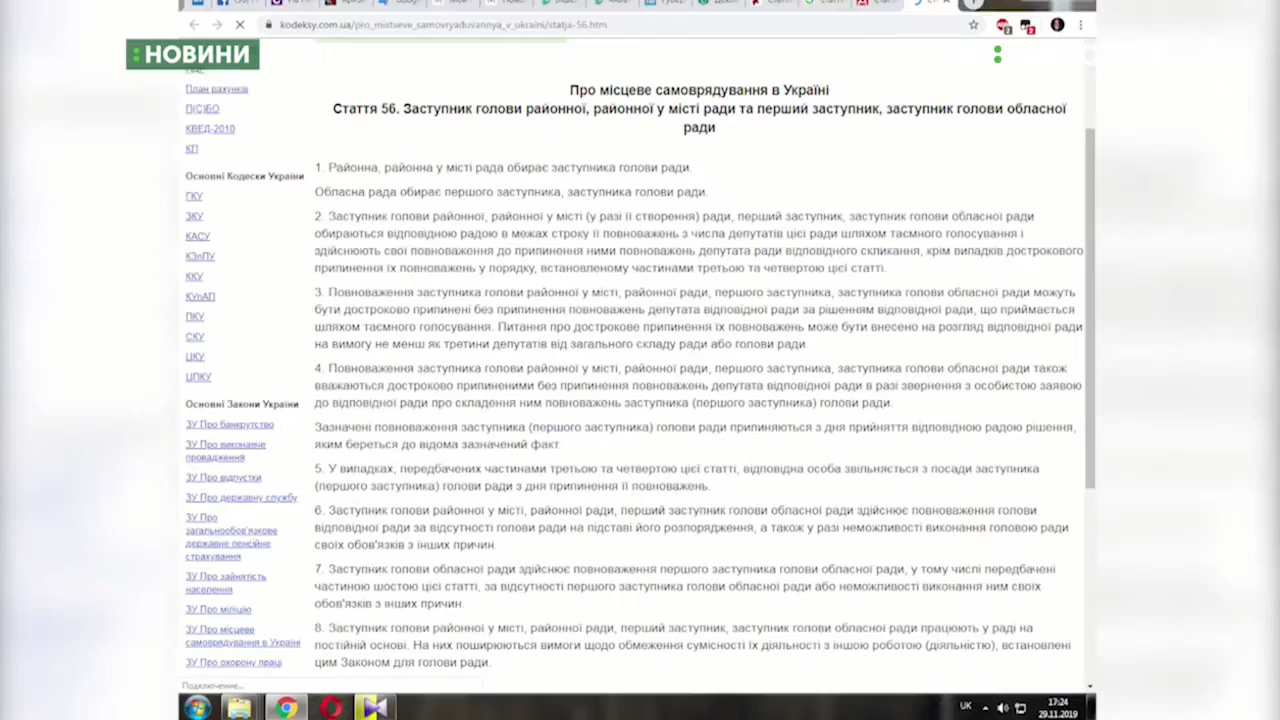 kodeksy.com.ua/pro_mistseve_samovryaduvannya_v_ukraini/statja-56.htm
:НОВИНИ
План рахунків
П(С)БО
КВЕД-2010
КП
Основні Кодески України
ГКУ
ЗКУ
КАСУ
КЗпПУ
ККУ
КУпАП
ПКУ
СКУ
ЦКУ
ЦПКУ
Основні Закони України
ЗУ Про банкрутство
ЗУ Про виконавче
провадження
ЗУ Про відпустки
ЗУ Про державну службу
ЗУ Про
загальнообов'язкове
державне пенсійне
страхування
ЗУ Про зайнятість
населення
ЗУ Про міліцію
ЗУ Про місцеве
самоврядування в Україні
ЗУ Про охорону праці
Про місцеве самоврядування в Україні
Стаття 56. Заступник голови районної, районної у місті ради та перший заступник, заступник голови обласної
ради
1. Районна, районна у місті рада обирає заступника голови ради.
Обласна рада обирає першого заступника, заступника голови ради.
2. Заступник голови районної, районної у місті (у разі її створення) ради, перший заступник, заступник голови обласної ради
обираються відповідною радою в межах строку її повноважень з числа депутатів цієї ради шляхом таємного голосування і
здійснюють свої повноваження до припинення ними повноважень депутата ради відповідного скликання, крім випадків дострокового
припинення їх повноважень у порядку, встановленому частинами третьою та четвертою цієї статті.
3. Повноваження заступника голови районної у місті, районної ради, першого заступника, заступника голови обласної ради можуть
бути достроково припинені без припинення повноважень депутата відповідної ради за рішенням відповідної ради, що приймається
шляхом таємного голосування. Питання про дострокове припинення їх повноважень може бути внесено на розгляд відповідної ради
на вимогу не менш як третини депутатів від загального складу ради або голови ради.
4. Повноваження заступника голови районної у місті, районної ради, першого заступника, заступника голови обласної ради також
вважаються достроково припиненими без припинення повноважень депутата відповідної ради в разі звернення з особистою заявою
до відповідної ради про складення ним повноважень заступника (першого заступника) голови ради.
Зазначені повноваження заступника (першого заступника) голови ради припиняються з дня прийняття відповідною радою рішення,
яким береться до відома зазначений факт.
5. У випадках, передбачених частинами третьою та четвертою цієї статті, відповідна особа звільняється з посади заступника
(першого заступника) голови ради з дня припинення її повноважень.
6. Заступник голови районної у місті, районної ради, перший заступник голови обласної ради здійснює повноваження голови
відповідної ради за відсутності голови ради на підставі його розпорядження, а також у разі неможливості виконання головою ради
своїх обов'язків з інших причин.
7. Заступник голови обласної ради здійснює повноваження першого заступника голови обласної ради, у тому числі передбачені
частиною шостою цієї статті, за відсутності першого заступника голови обласної ради або неможливості виконання ним своїх
обов'язків з інших причин.
8. Заступник голови районної у місті, районної ради, перший заступник, заступник голови обласної ради працюють у раді на
постійній основі. На них поширюються вимоги щодо обмеження сумісності їх діяльності з іншою роботою (діяльністю), встановлені
цим Законом для голови ради.
Подключение...
UK
17:24
29.11.2019